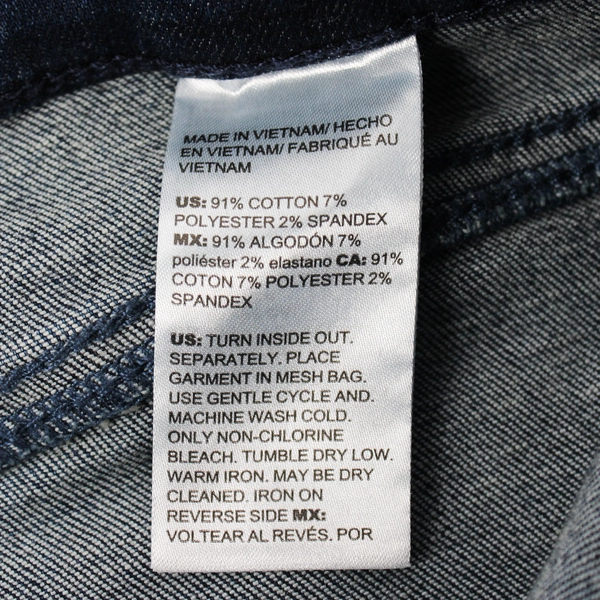 MADE IN VIETNAM/ HECHO
EN VIETNAM/ FABRIQUÉ AU
VIETNAM
US: 91% COTTON 7%
POLYESTER 2% SPANDEX
MX: 91% ALGODÓN 7%
poliéster 2% elastano CA: 91%
COTON 7% POLYESTER 2%
SPANDEX
US: TURN INSIDE OUT.
SEPARATELY. PLACE
GARMENT IN MESH BAG.
USE GENTLE CYCLE AND.
MACHINE WASH COLD.
ONLY NON-CHLORINE
BLEACH. TUMBLE DRY LOW.
WARM IRON. MAY BE DRY
CLEANED. IRON ON
REVERSE SIDE MX:
VOLTEAR AL REVÉS. POR